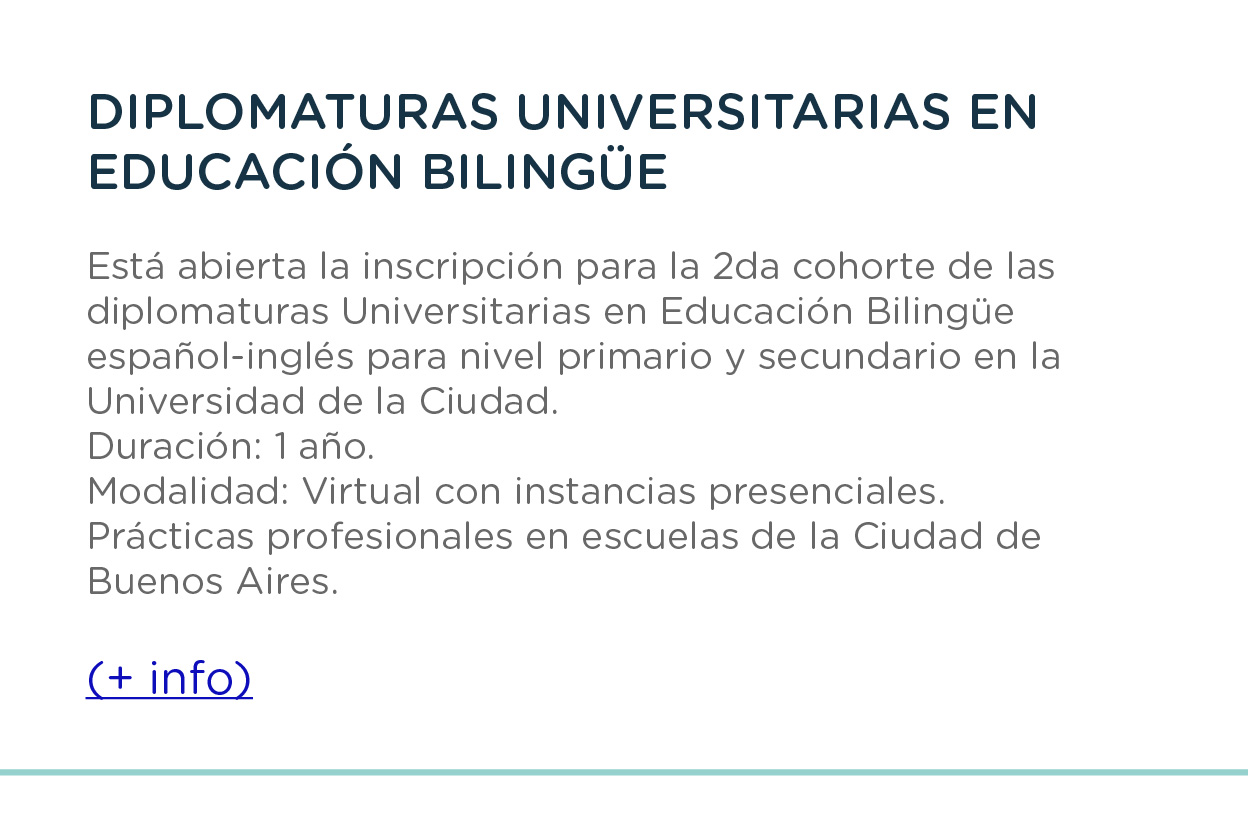 DIPLOMATURAS UNIVERSITARIAS EN
EDUCACIÓN BILINGÜE
Está abierta la inscripción para la 2da cohorte de las
diplomaturas Universitarias en Educación Bilingüe
español-inglés para nivel primario y secundario en la
Universidad de la Ciudad.
Duración: 1 año.
Modalidad: Virtual con instancias presenciales.
Prácticas profesionales en escuelas de la Ciudad de
Buenos Aires.
(+ info)